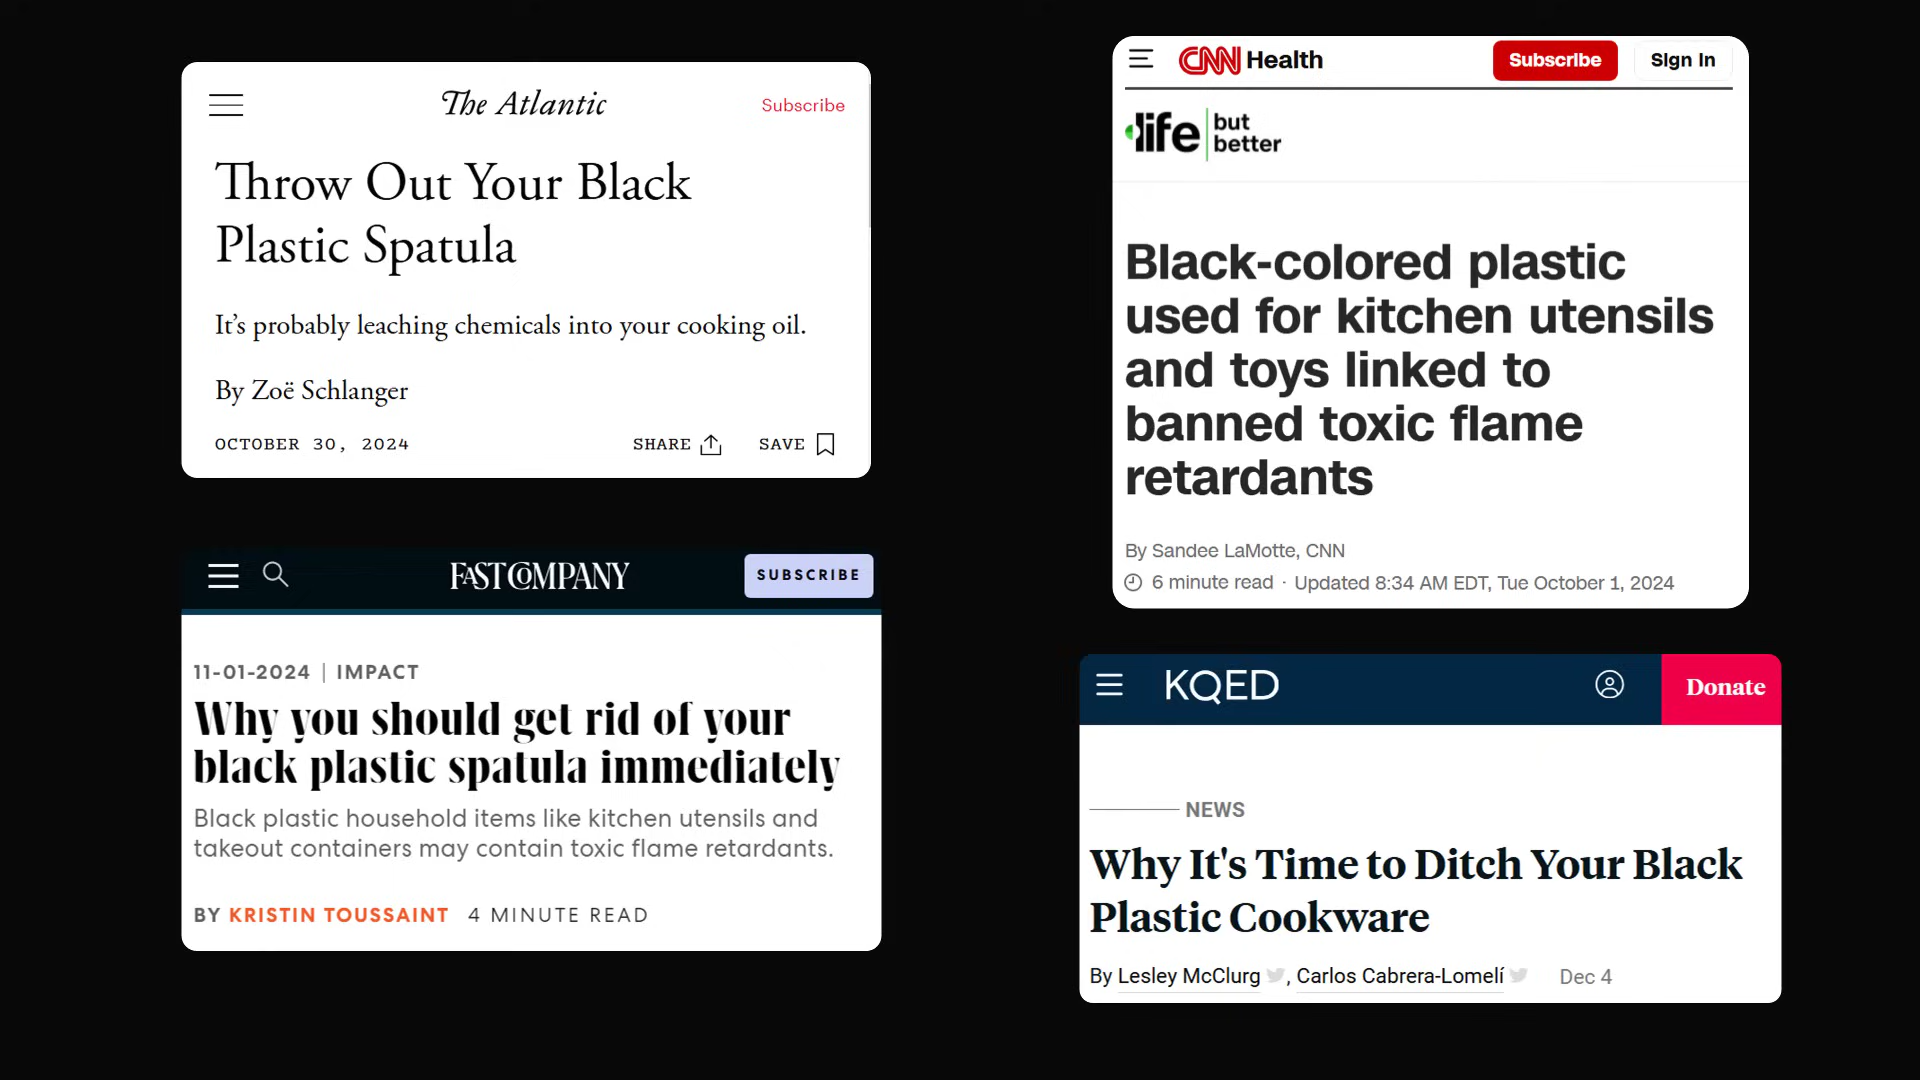 The Atlantic
Subscribe
Throw Out Your Black
Plastic Spatula
It’s probably leaching chemicals into your cooking oil.
By Zoë Schlanger
OCTOBER 30, 2024
SHARE
SAVE
CNN Health
Subscribe
Sign In
life but better
Black-colored plastic
used for kitchen utensils
and toys linked to
banned toxic flame
retardants
By Sandee LaMotte, CNN
6 minute read · Updated 8:34 AM EDT, Tue October 1, 2024
FAST COMPANY
SUBSCRIBE
11-01-2024 | IMPACT
Why you should get rid of your
black plastic spatula immediately
Black plastic household items like kitchen utensils and
takeout containers may contain toxic flame retardants.
BY KRISTIN TOUSSAINT 4 MINUTE READ
KQED
Donate
NEWS
Why It's Time to Ditch Your Black
Plastic Cookware
By Lesley McClurg, Carlos Cabrera-Lomelí Dec 4